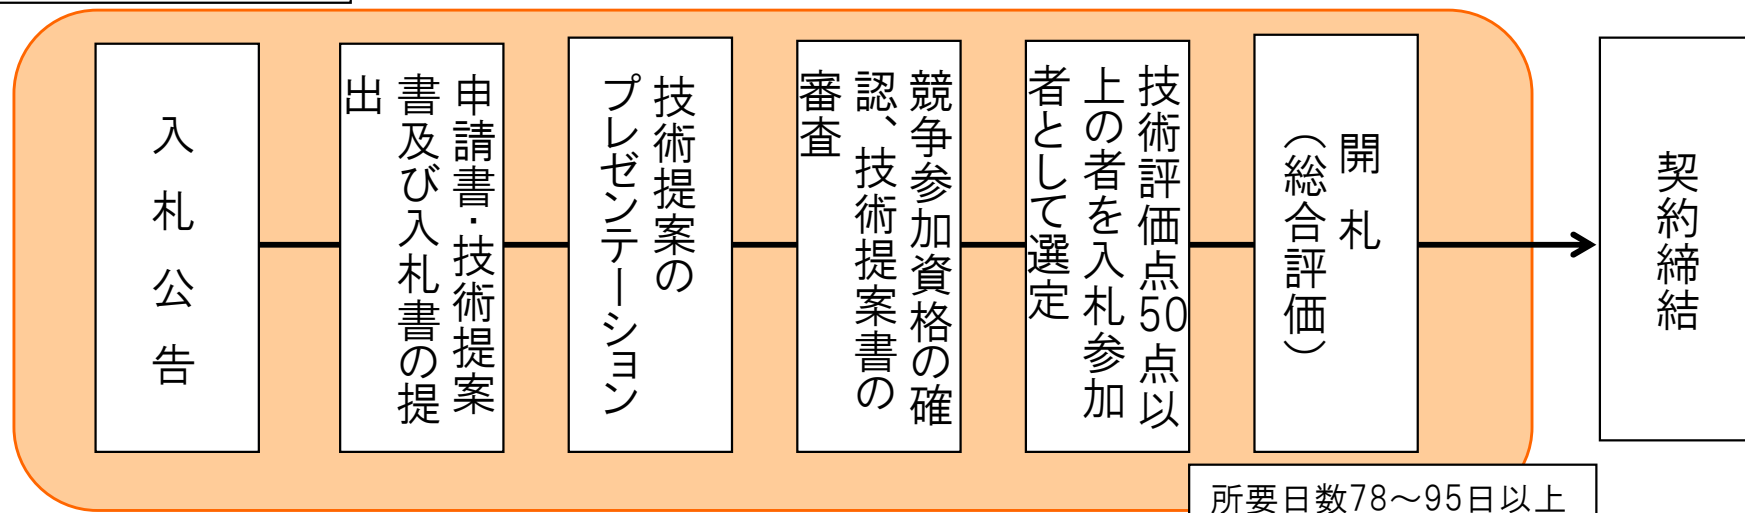 入札公告
申請書・技術提案
書及び入札書の提
出
技術提案の
プレゼンテーション
競争参加資格の確
認、技術提案書の
審査
技術評価点50点以
上の者を入札参加
者として選定
開札
（総合評価）
契約締結
所要日数78～95日以上